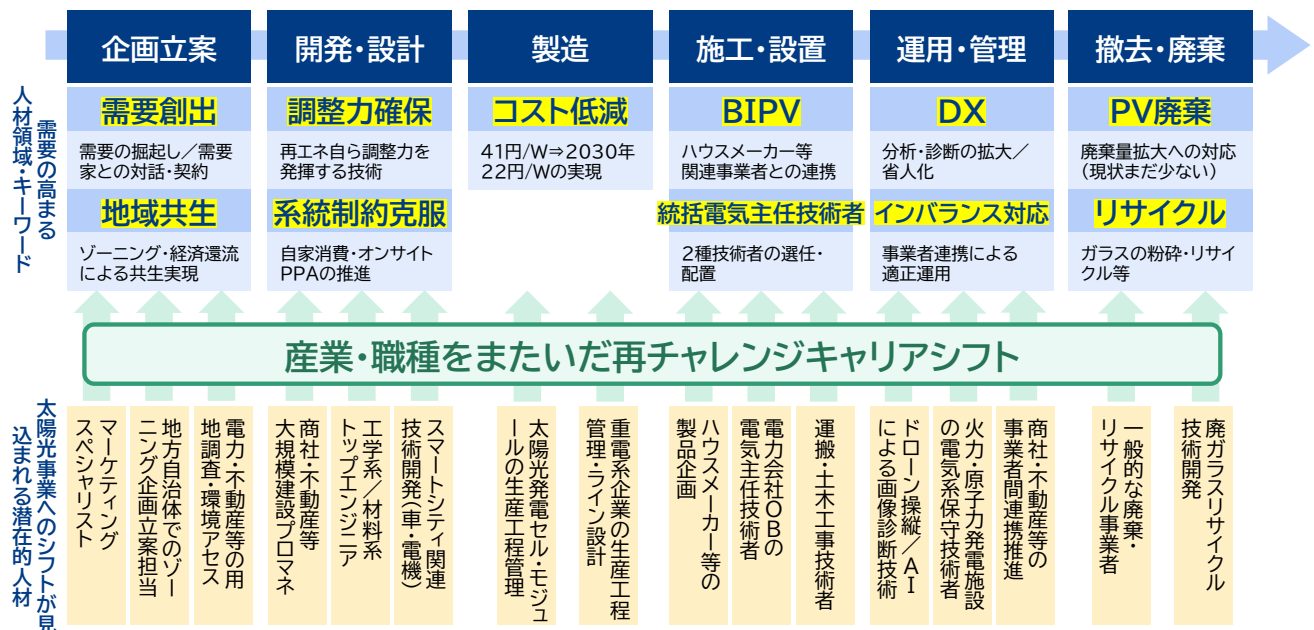 企画立案
開発・設計
製造
施工・設置
運用・管理
撤去・廃棄
需要の高まる
人材領域・キーワード
需要創出
需要の掘起し／需要
家との対話・契約
地域共生
ゾーニング・経済還流
による共生実現
調整力確保
再エネ自ら調整力を
発揮する技術
系統制約克服
自家消費・オンサイト
PPAの推進
コスト低減
41円/W⇒2030年
22円/Wの実現
BIPV
ハウスメーカー等
関連事業者との連携
統括電気主任技術者
2種技術者の選任・
配置
DX
分析・診断の拡大／
省人化
インバランス対応
事業者連携による
適正運用
PV廃棄
廃棄量拡大への対応
(現状まだ少ない)
リサイクル
ガラスの粉砕・リサイ
クル等
産業・職種をまたいだ再チャレンジキャリアシフト
太陽光事業へのシフトが見
込まれる潜在的人材
マーケティング
スペシャリスト
地方自治体でのゾー
ニング企画立案担当
電力・不動産等の用
地調査・環境アセス
商社・不動産等
大規模建設プロマネ
工学系／材料系
トップエンジニア
スマートシティ関連
技術開発(車・電機)
太陽光発電セル・モジュ
ールの生産工程管理
重電系企業の生産工程
管理・ライン設計
ハウスメーカー等の
製品企画
電力会社OBの
電気主任技術者
運搬・土木工事技術者
ドローン操縦／AI
による画像診断技術
火力・原子力発電施設
の電気系保守技術者
商社・不動産等の
事業者間連携推進
一般的な廃棄・
リサイクル事業者
廃ガラスリサイクル
技術開発